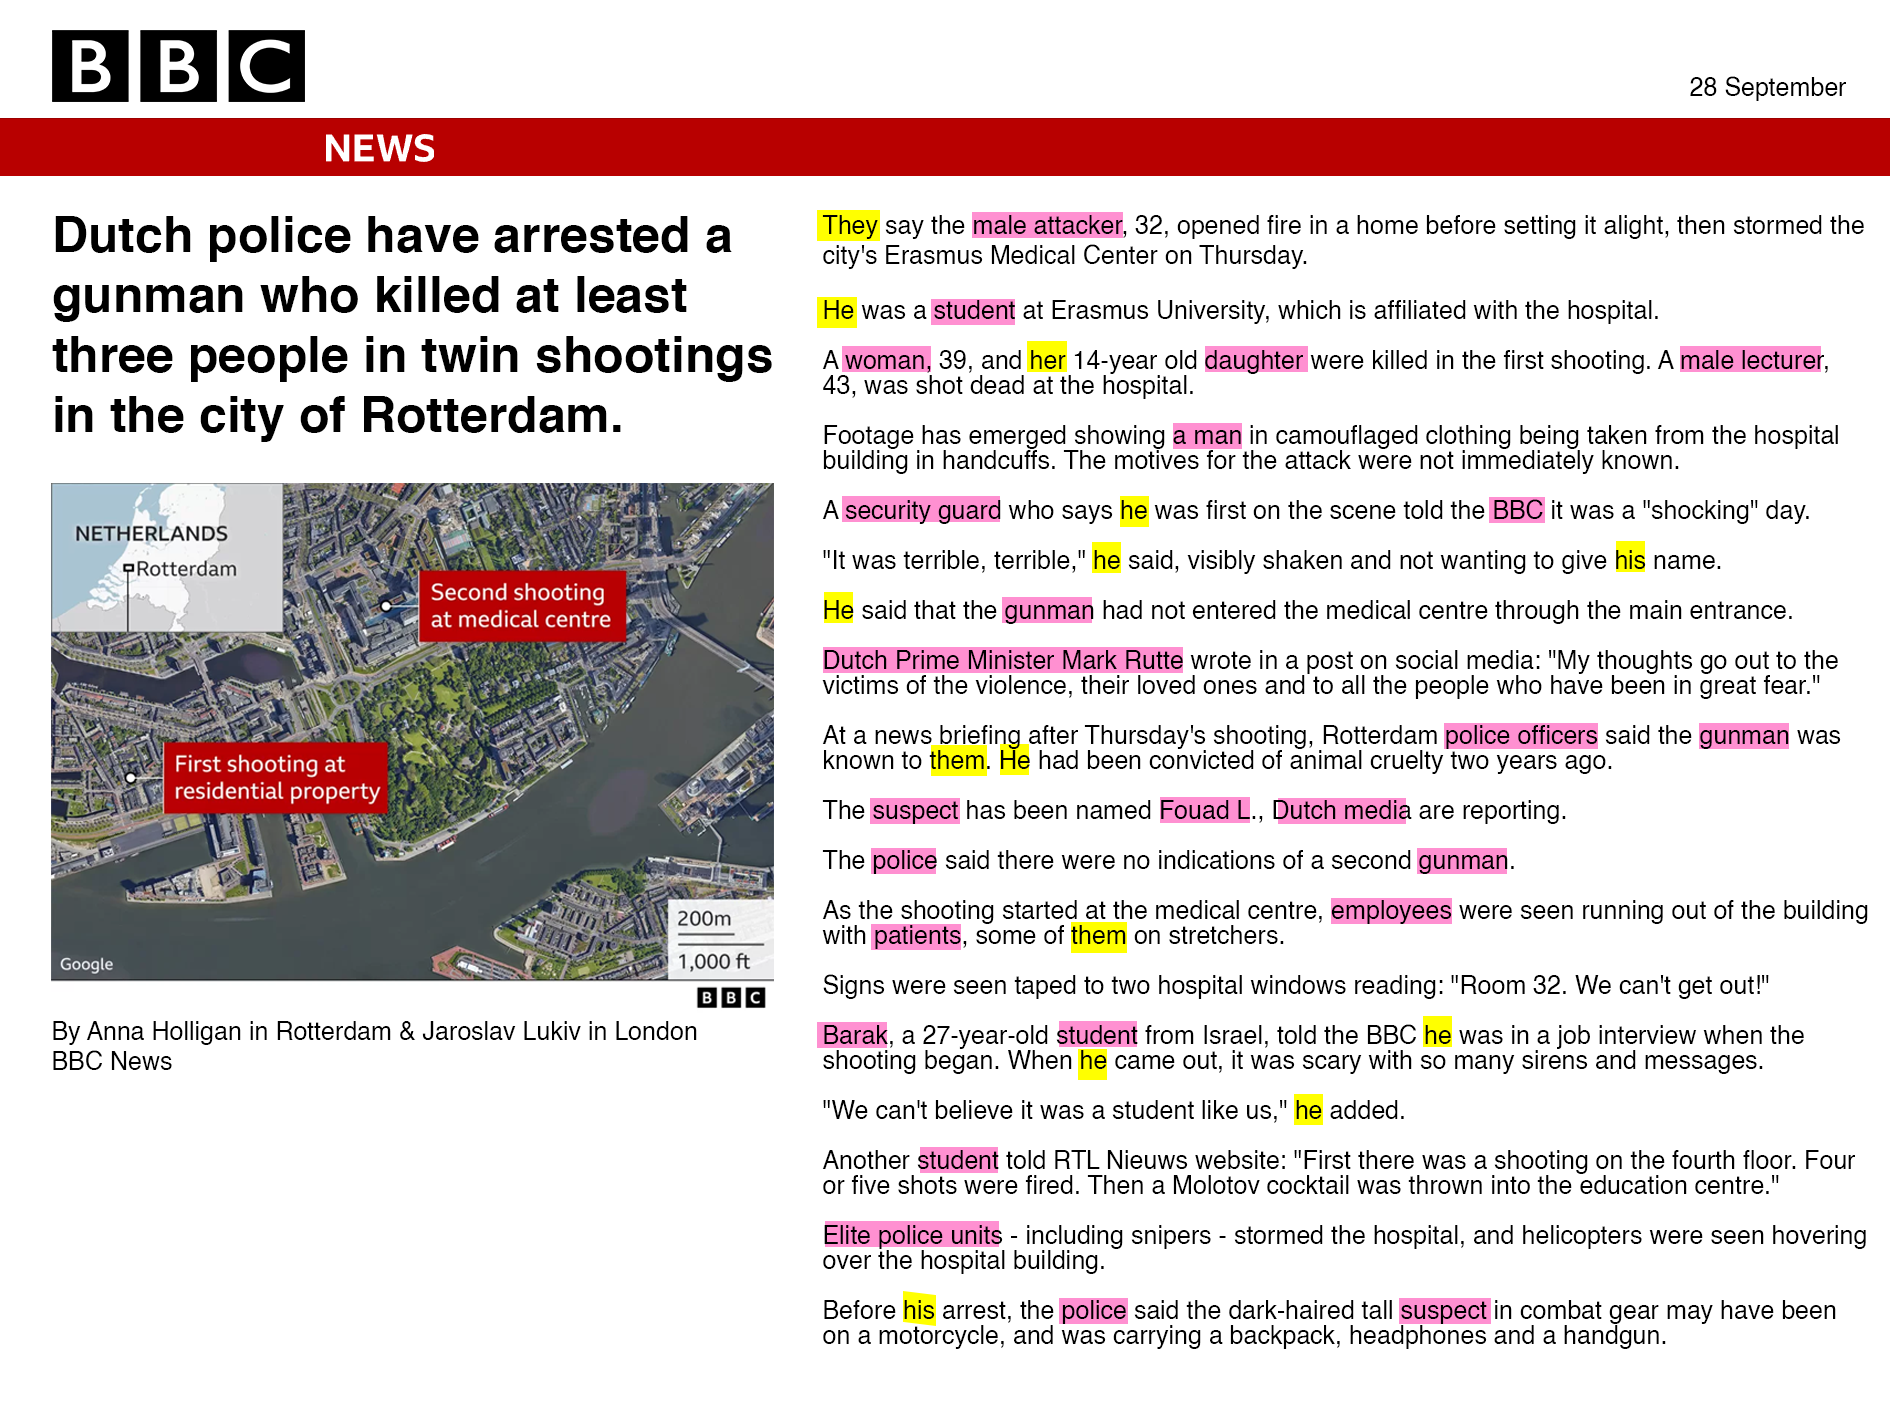 BBC
28 September
NEWS
Dutch police have arrested a
gunman who killed at least
three people in twin shootings
in the city of Rotterdam.
NETHERLANDS
Rotterdam
Second shooting
at medical centre
First shooting at
residential property
200m
1,000 ft
Google
BBC
By Anna Holligan in Rotterdam & Jaroslav Lukiv in London
BBC News
They say the male attacker, 32, opened fire in a home before setting it alight, then stormed the
city's Erasmus Medical Center on Thursday.
He was a student at Erasmus University, which is affiliated with the hospital.
A woman, 39, and her 14-year old daughter were killed in the first shooting. A male lecturer,
43, was shot dead at the hospital.
Footage has emerged showing a man in camouflaged clothing being taken from the hospital
building in handcuffs. The motives for the attack were not immediately known.
A security guard who says he was first on the scene told the BBC it was a "shocking" day.
"It was terrible, terrible," he said, visibly shaken and not wanting to give his name.
He said that the gunman had not entered the medical centre through the main entrance.
Dutch Prime Minister Mark Rutte wrote in a post on social media: "My thoughts go out to the
victims of the violence, their loved ones and to all the people who have been in great fear."
At a news briefing after Thursday's shooting, Rotterdam police officers said the gunman was
known to them. He had been convicted of animal cruelty two years ago.
The suspect has been named Fouad L., Dutch media are reporting.
The police said there were no indications of a second gunman.
As the shooting started at the medical centre, employees were seen running out of the building
with patients, some of them on stretchers.
Signs were seen taped to two hospital windows reading: "Room 32. We can't get out!"
Barak, a 27-year-old student from Israel, told the BBC he was in a job interview when the
shooting began. When he came out, it was scary with so many sirens and messages.
"We can't believe it was a student like us," he added.
Another student told RTL Nieuws website: "First there was a shooting on the fourth floor. Four
or five shots were fired. Then a Molotov cocktail was thrown into the education centre."
Elite police units - including snipers - stormed the hospital, and helicopters were seen hovering
over the hospital building.
Before his arrest, the police said the dark-haired tall suspect in combat gear may have been
on a motorcycle, and was carrying a backpack, headphones and a handgun.